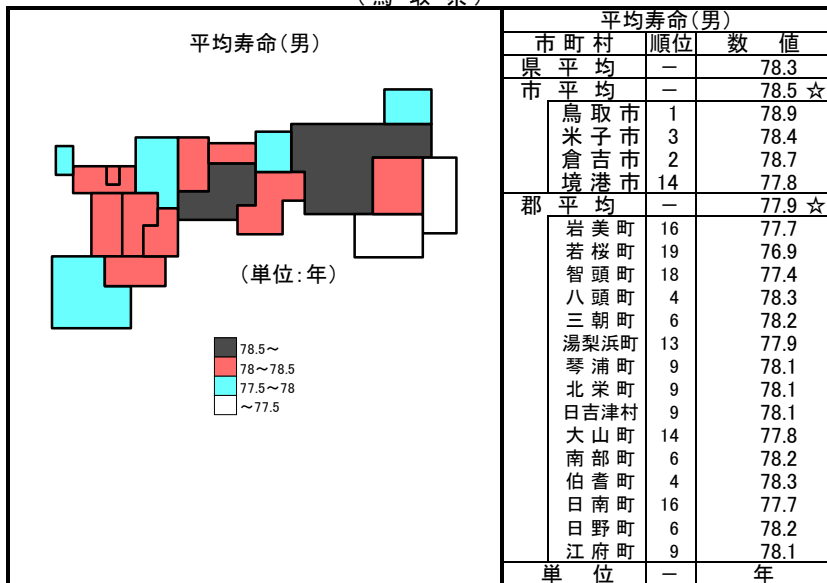 (鳥取県)
平均寿命(男)
(単位:年)
78.5～
78～78.5
77.5～78
～77.5
平均寿命(男)
市町村 順位 数値
県平均 － 78.3
市平均 － 78.5 ☆
鳥取市 1 78.9
米子市 3 78.4
倉吉市 2 78.7
境港市 14 77.8
郡平均 － 77.9 ☆
岩美町 16 77.7
若桜町 19 76.9
智頭町 18 77.4
八頭町 4 78.3
三朝町 6 78.2
湯梨浜町 13 77.9
琴浦町 9 78.1
北栄町 9 78.1
日吉津村 9 78.1
大山町 14 77.8
南部町 6 78.2
伯耆町 4 78.3
日南町 16 77.7
日野町 6 78.2
江府町 9 78.1
単位 － 年